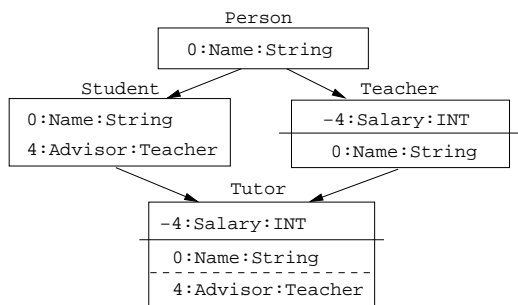 Person
0:Name:String
Student
0:Name:String
4:Advisor:Teacher
Teacher
-4:Salary:INT
0:Name:String
Tutor
-4:Salary:INT
0:Name:String
4:Advisor:Teacher